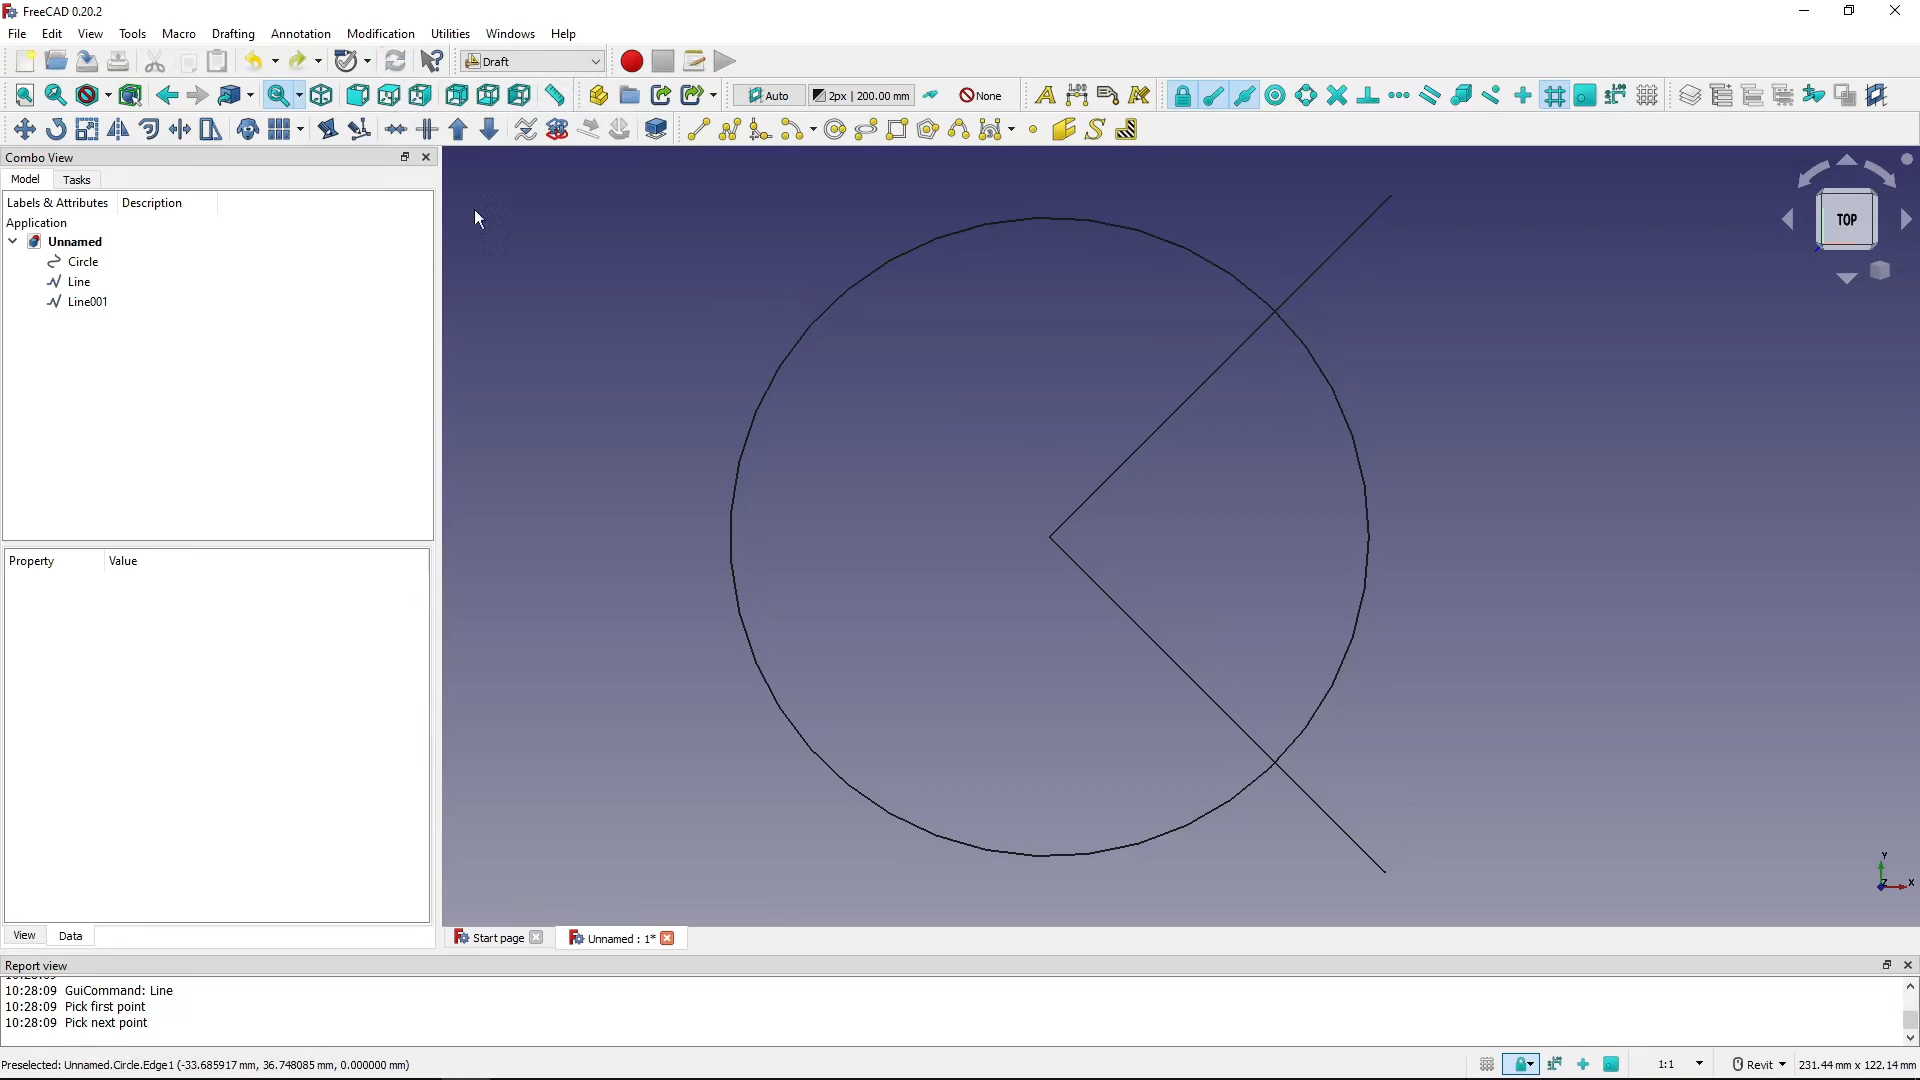 FreeCAD 0.20.2
File Edit View Tools Macro Drafting Annotation Modification Utilities Windows Help
Draft
Auto 2px | 200.00 mm None
Combo View
Model Tasks
Labels & Attributes Description
Application
Unnamed
Circle
Line
Line001
TOP
Property Value
Y
Z X
View Data
Start page Unnamed : 1*
Report view
10:28:09 GuiCommand: Line
10:28:09 Pick first point
10:28:09 Pick next point
Preselected: Unnamed.Circle.Edge1 (-33.685917 mm, 36.748085 mm, 0.000000 mm) 1:1 Revit 231.44 mm x 122.14 mm